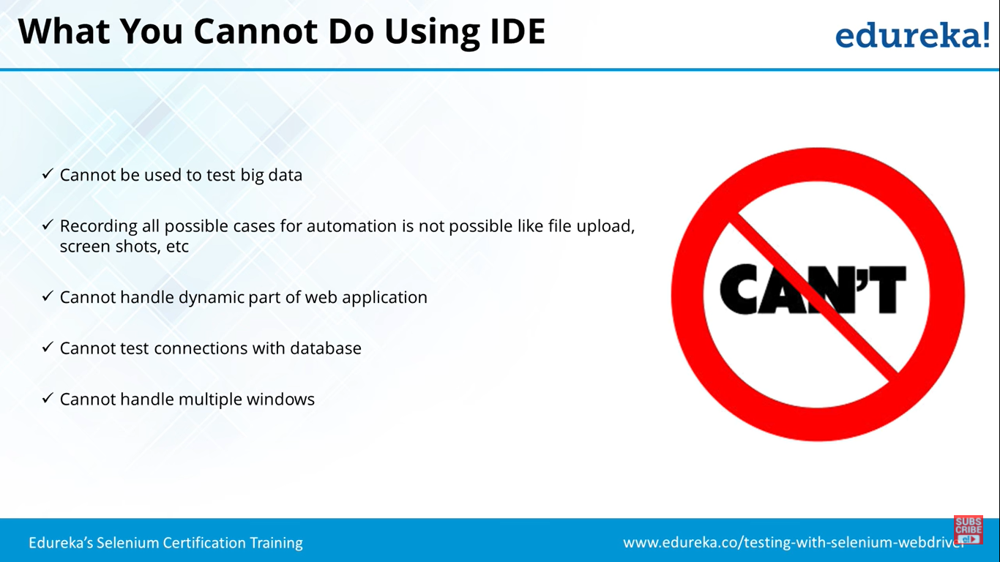 What You Cannot Do Using IDE
edureka!
✓ Cannot be used to test big data
✓ Recording all possible cases for automation is not possible like file upload,
screen shots, etc
✓ Cannot handle dynamic part of web application
✓ Cannot test connections with database
✓ Cannot handle multiple windows
CAN'T
Edureka's Selenium Certification Training
www.edureka.co/testing-with-selenium-webdriver
SUBS
CRIBE
e!